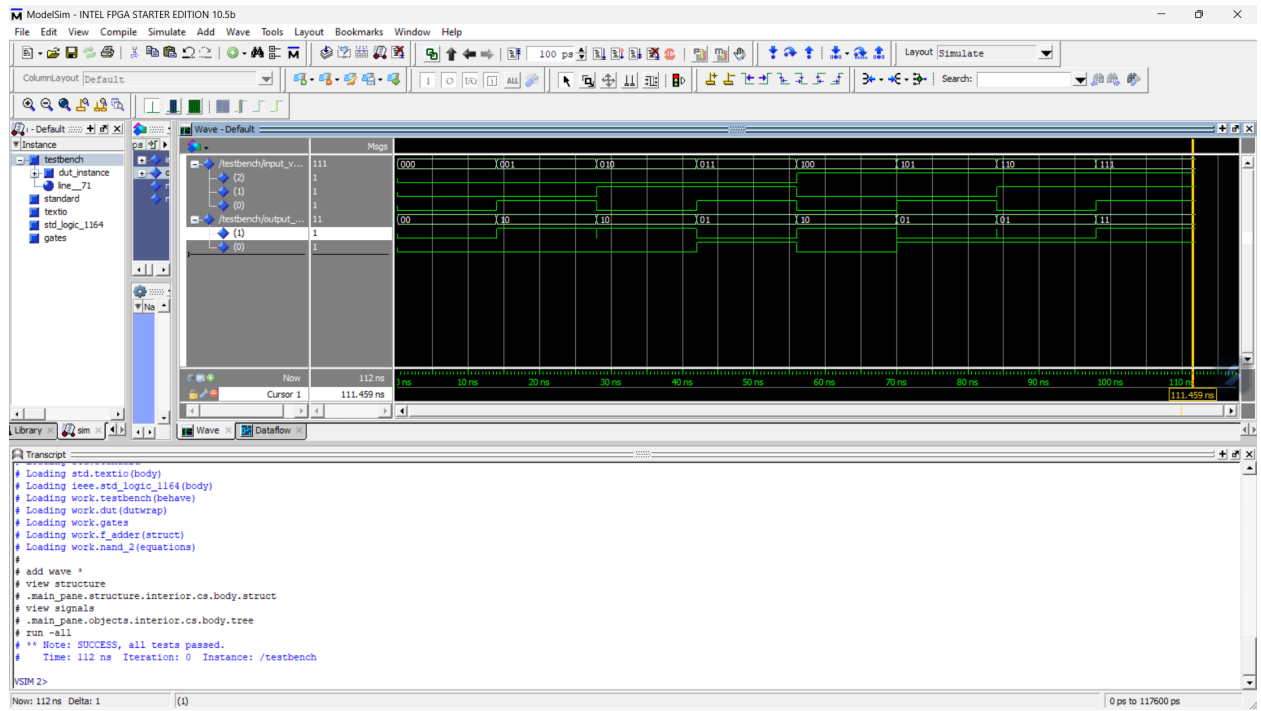 ModelSim - INTEL FPGA STARTER EDITION 10.5b
File Edit View Compile Simulate Add Wave Tools Layout Bookmarks Window Help
100 ps
Layout Simulate
ColumnLayout Default
Search:
- Default
Instance
testbench
dut_instance
line__71
standard
textio
std_logic_1164
gates
ps
Na
Wave - Default
Msgs
/testbench/input_v... 111 000 001 010 011 100 101 110 111
(2) 1
(1) 1
(0) 1
/testbench/output_... 11 00 10 10 01 10 01 01 11
(1) 1
(0) 1
Now 112 ns
) ns 10 ns 20 ns 30 ns 40 ns 50 ns 60 ns 70 ns 80 ns 90 ns 100 ns 110 n
Cursor 1 111.459 ns 111.459 ns
Library sim
Wave Dataflow
Transcript
# Loading std.textio(body)
# Loading ieee.std_logic_1164(body)
# Loading work.testbench(behave)
# Loading work.dut(dutwrap)
# Loading work.gates
# Loading work.f_adder(struct)
# Loading work.nand_2(equations)
#
# add wave *
# view structure
# .main_pane.structure.interior.cs.body.struct
# view signals
# .main_pane.objects.interior.cs.body.tree
# run -all
# ** Note: SUCCESS, all tests passed.
# Time: 112 ns Iteration: 0 Instance: /testbench
VSIM 2>
Now: 112 ns Delta: 1
(1)
0 ps to 117600 ps